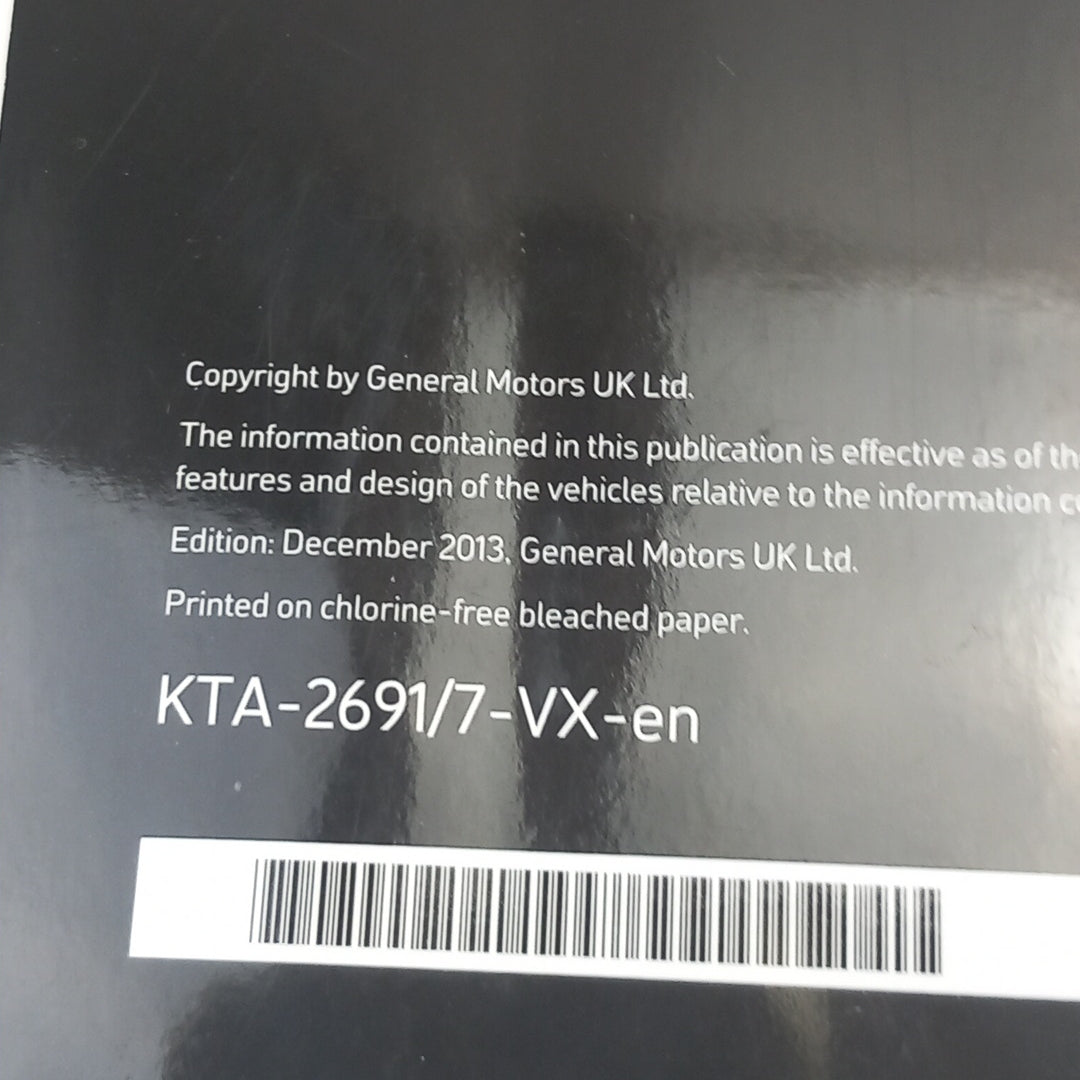 Copyright by General Motors UK Ltd.
The information contained in this publication is effective as of
features and design of the vehicles relative to the information
Edition: December 2013, General Motors UK Ltd.
Printed on chlorine-free bleached paper.
KTA-2691/7-VX-en